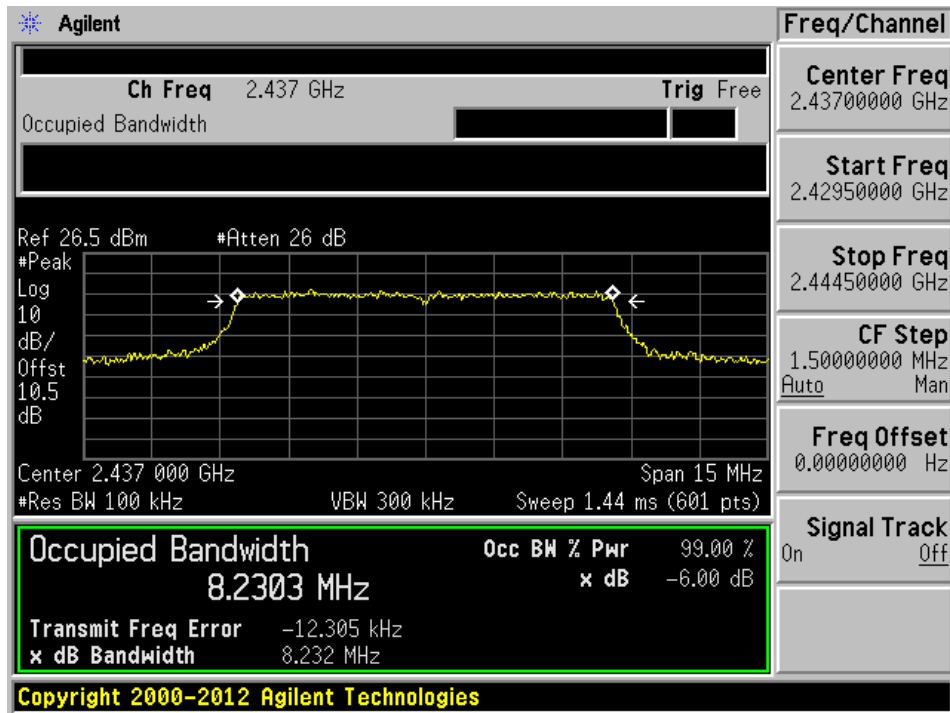 Agilent
Freq/Channel
Ch Freq 2.437 GHz Trig Free
Occupied Bandwidth
Center Freq
2.43700000 GHz
Start Freq
2.42950000 GHz
Stop Freq
2.44450000 GHz
CF Step
1.50000000 MHz
Auto Man
Freq Offset
0.00000000 Hz
Signal Track
On Off
Ref 26.5 dBm #Atten 26 dB
#Peak
Log
10
dB/
Offst
10.5
dB
Center 2.437 000 GHz Span 15 MHz
#Res BW 100 kHz VBW 300 kHz Sweep 1.44 ms (601 pts)
Occupied Bandwidth Occ BW % Pwr 99.00 %
8.2303 MHz x dB -6.00 dB
Transmit Freq Error -12.305 kHz
x dB Bandwidth 8.232 MHz
Copyright 2000-2012 Agilent Technologies